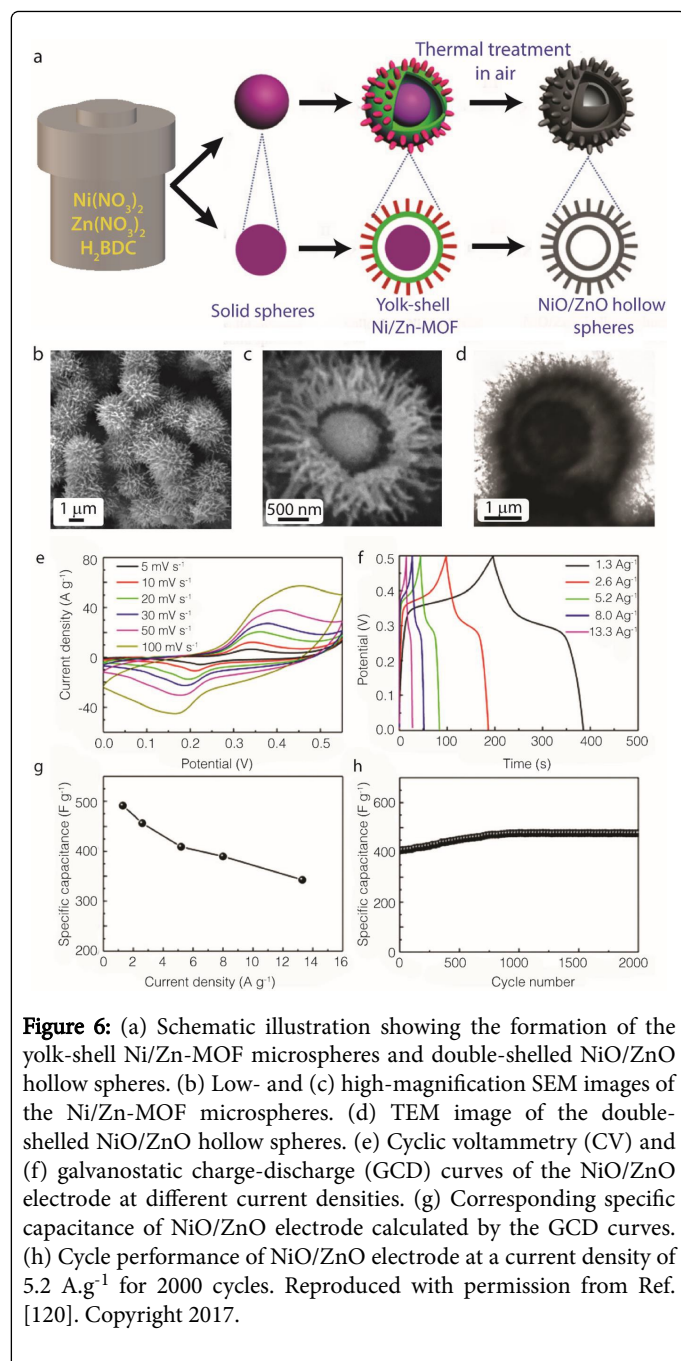 a
Thermal treatment
in air
Ni(NO₃)₂
Zn(NO₃)₂
H₂BDC
Solid spheres
Yolk-shell
Ni/Zn-MOF
NiO/ZnO hollow
spheres
b
1 μm
c
500 nm
d
1 μm
e
80
40
0
-40
Current density (A g⁻¹)
5 mV s⁻¹
10 mV s⁻¹
20 mV s⁻¹
30 mV s⁻¹
50 mV s⁻¹
100 mV s⁻¹
0.0 0.1 0.2 0.3 0.4 0.5
Potential (V)
f
0.5
0.4
0.3
0.2
0.1
0.0
Potential (V)
1.3 Ag⁻¹
2.6 Ag⁻¹
5.2 Ag⁻¹
8.0 Ag⁻¹
13.3 Ag⁻¹
0 100 200 300 400 500
Time (s)
g
500
400
300
200
Specific capacitance (F g⁻¹)
0 2 4 6 8 10 12 14 16
Current density (A g⁻¹)
h
600
400
200
0
Specific capacitance (F g⁻¹)
0 500 1000 1500 2000
Cycle number
Figure 6: (a) Schematic illustration showing the formation of the
yolk-shell Ni/Zn-MOF microspheres and double-shelled NiO/ZnO
hollow spheres. (b) Low- and (c) high-magnification SEM images of
the Ni/Zn-MOF microspheres. (d) TEM image of the double-
shelled NiO/ZnO hollow spheres. (e) Cyclic voltammetry (CV) and
(f) galvanostatic charge-discharge (GCD) curves of the NiO/ZnO
electrode at different current densities. (g) Corresponding specific
capacitance of NiO/ZnO electrode calculated by the GCD curves.
(h) Cycle performance of NiO/ZnO electrode at a current density of
5.2 A.g⁻¹ for 2000 cycles. Reproduced with permission from Ref.
[120]. Copyright 2017.